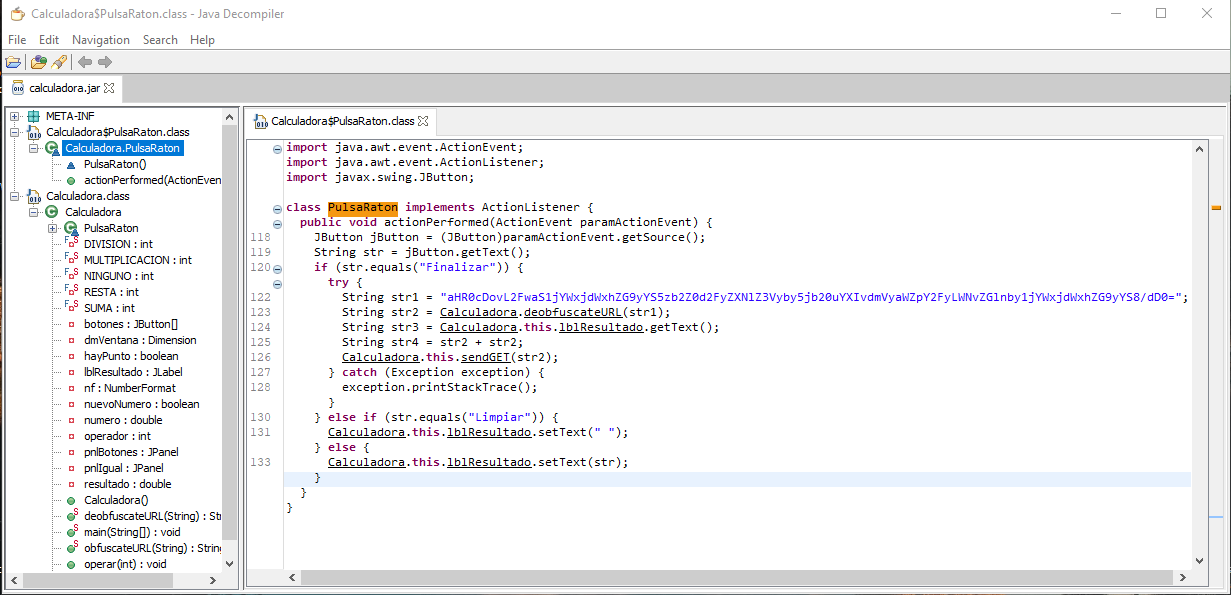 Calculadora$PulsaRaton.class - Java Decompiler
File Edit Navigation Search Help
calculadora.jar
META-INF
Calculadora$PulsaRaton.class
Calculadora.PulsaRaton
PulsaRaton()
actionPerformed(ActionEven
Calculadora.class
Calculadora
PulsaRaton
DIVISION : int
MULTIPLICACION : int
NINGUNO : int
RESTA : int
SUMA : int
botones : JButton[]
dmVentana : Dimension
hayPunto : boolean
lblResultado : JLabel
nf : NumberFormat
nuevoNumero : boolean
numero : double
operador : int
pnlBotones : JPanel
pnlIgual : JPanel
resultado : double
Calculadora()
deobfuscateURL(String) : St
main(String[]) : void
obfuscateURL(String) : String
operar(int) : void
Calculadora$PulsaRaton.class
import java.awt.event.ActionEvent;
import java.awt.event.ActionListener;
import javax.swing.JButton;
class PulsaRaton implements ActionListener {
public void actionPerformed(ActionEvent paramActionEvent) {
118 JButton jButton = (JButton)paramActionEvent.getSource();
119 String str = jButton.getText();
120 if (str.equals("Finalizar")) {
try {
122 String str1 = "aHR0cDovL2FwaS1jYWxjdWxhZG9yYS5zb2Z0d2FyZXNlZ3Vyby5jb20uYXIvdmVyaWZpY2FyLWNvZGlnby1jYWxjdWxhZG9yYS8/dD0=";
123 String str2 = Calculadora.deobfuscateURL(str1);
124 String str3 = Calculadora.this.lblResultado.getText();
125 String str4 = str2 + str2;
126 Calculadora.this.sendGET(str2);
127 } catch (Exception exception) {
128 exception.printStackTrace();
}
130 } else if (str.equals("Limpiar")) {
131 Calculadora.this.lblResultado.setText(" ");
} else {
133 Calculadora.this.lblResultado.setText(str);
}
}
}